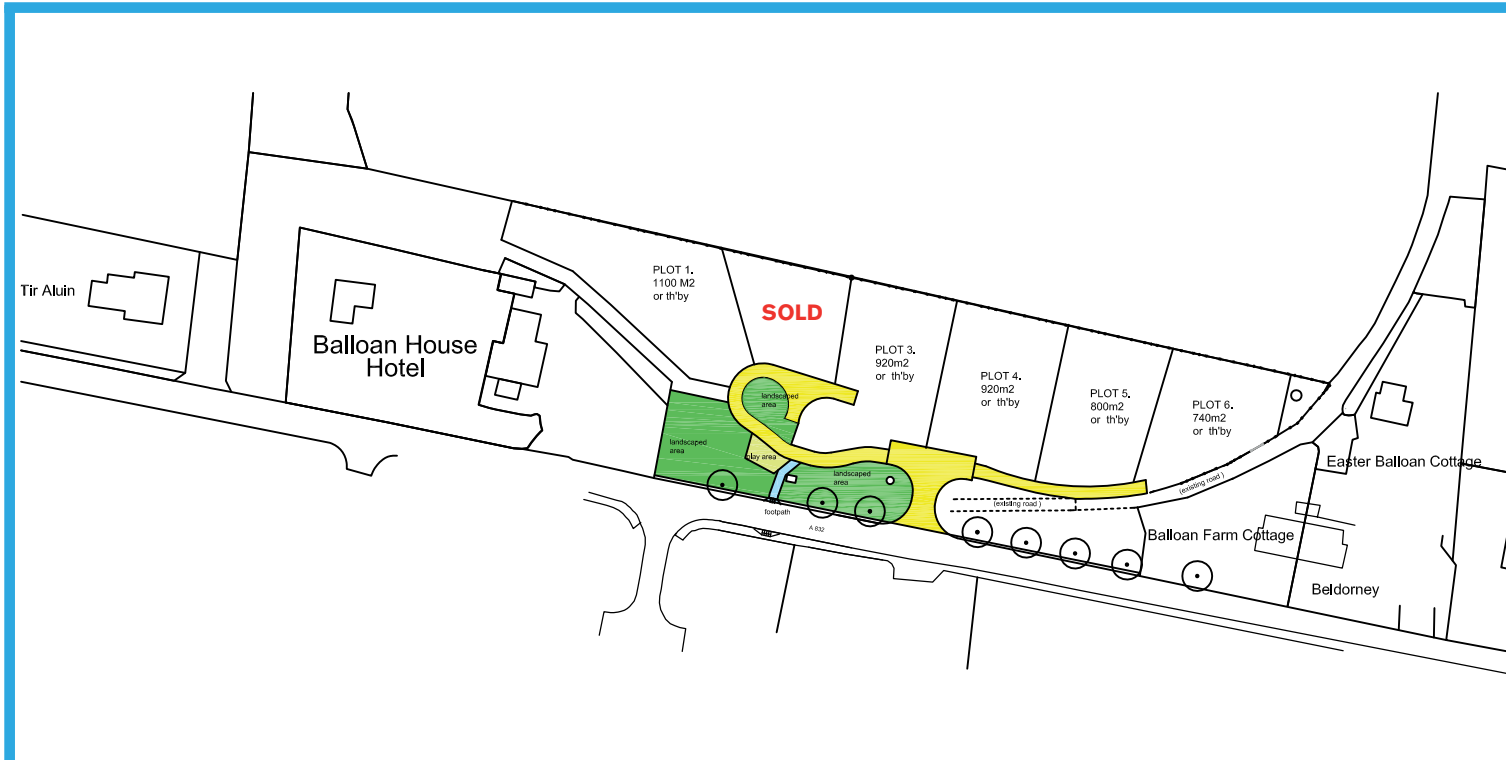 Tir Aluin
Balloan House
Hotel
PLOT 1.
1100 M2
or th'by
SOLD
PLOT 3.
920m2
or th'by
PLOT 4.
920m2
or th'by
PLOT 5.
800m2
or th'by
PLOT 6.
740m2
or th'by
landscaped
area
landscaped
area
play area
landscaped
area
footpath
A 832
(existing road )
(existing road )
Easter Balloan Cottage
Balloan Farm Cottage
Beldorney